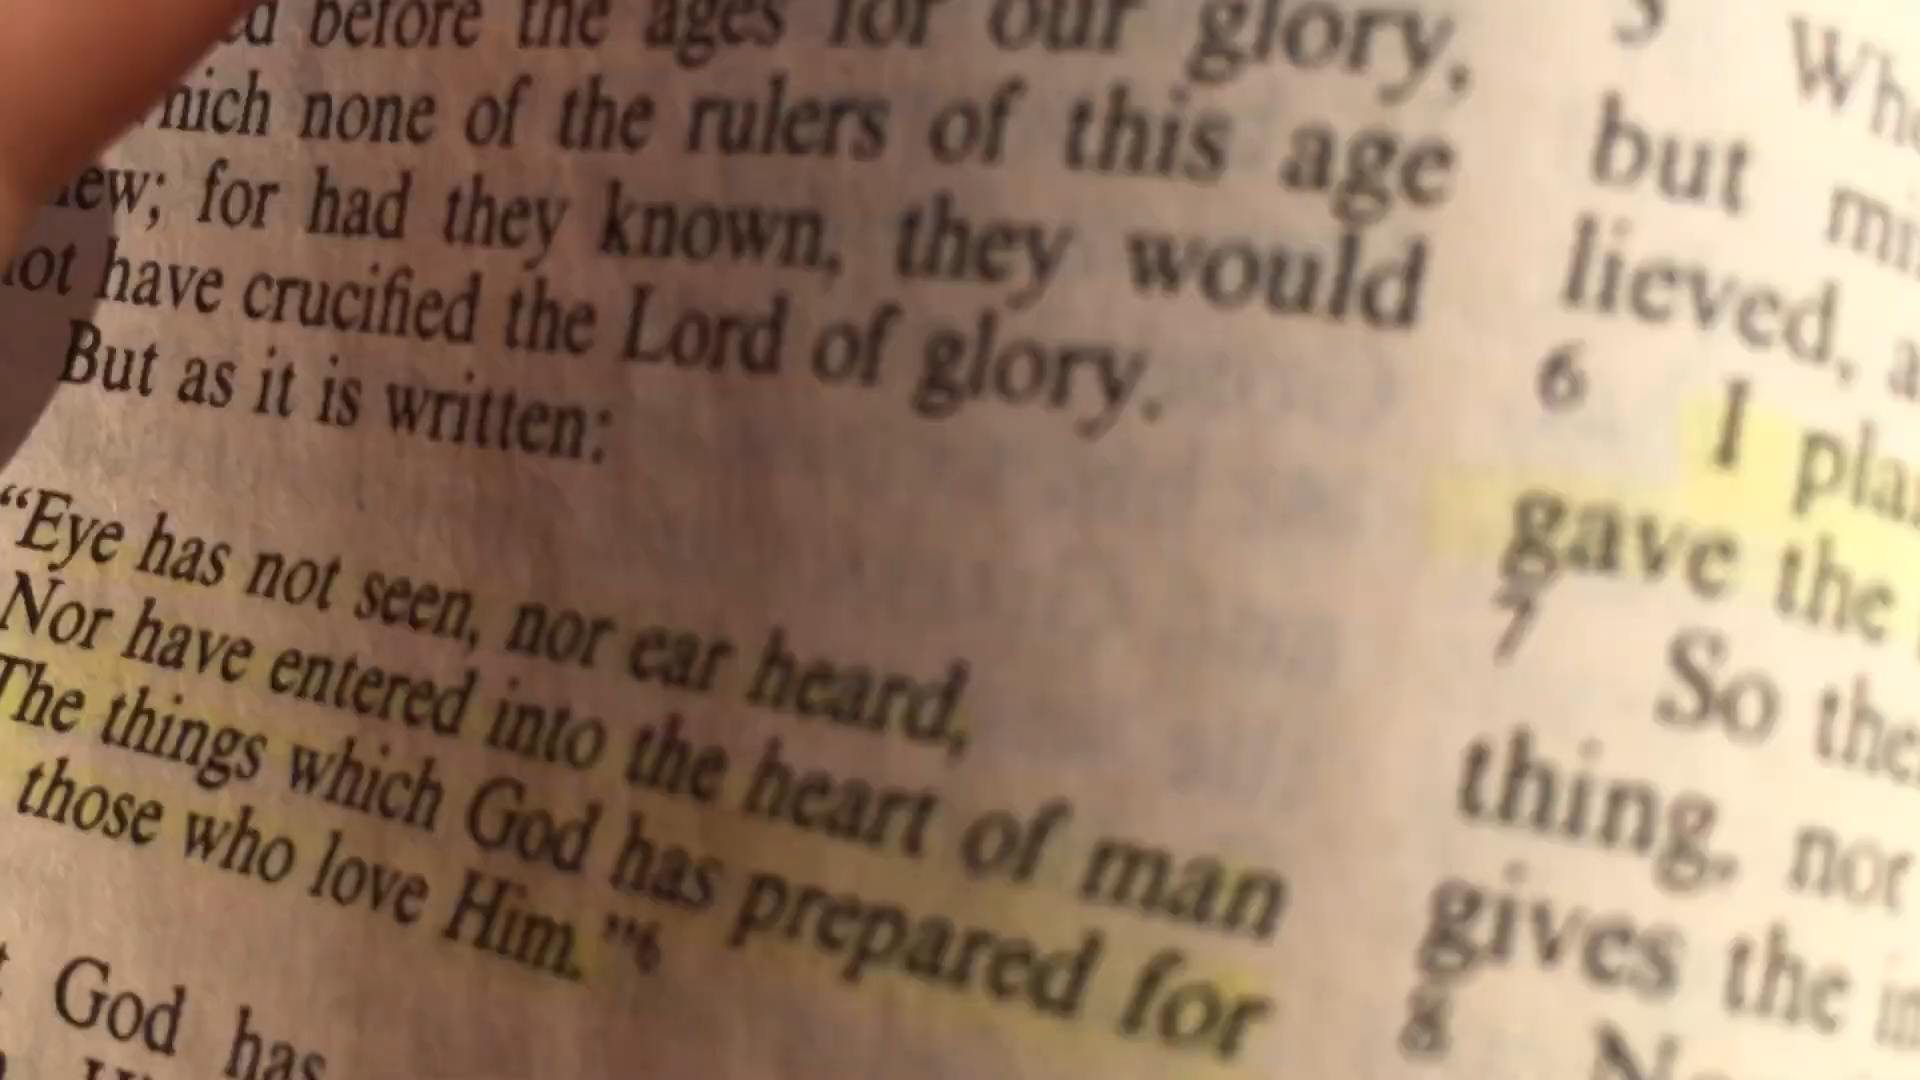 before the ages for our glory,
which none of the rulers of this age
for had they known, they would
not have crucified the Lord of glory.
But as it is written:
“Eye has not seen, nor ear heard,
Nor have entered into the heart of man
The things which God has prepared for
those who love Him.”6
God has
5
but
lieved,
6 I
gave the
7 So
thing, nor
gives the
8